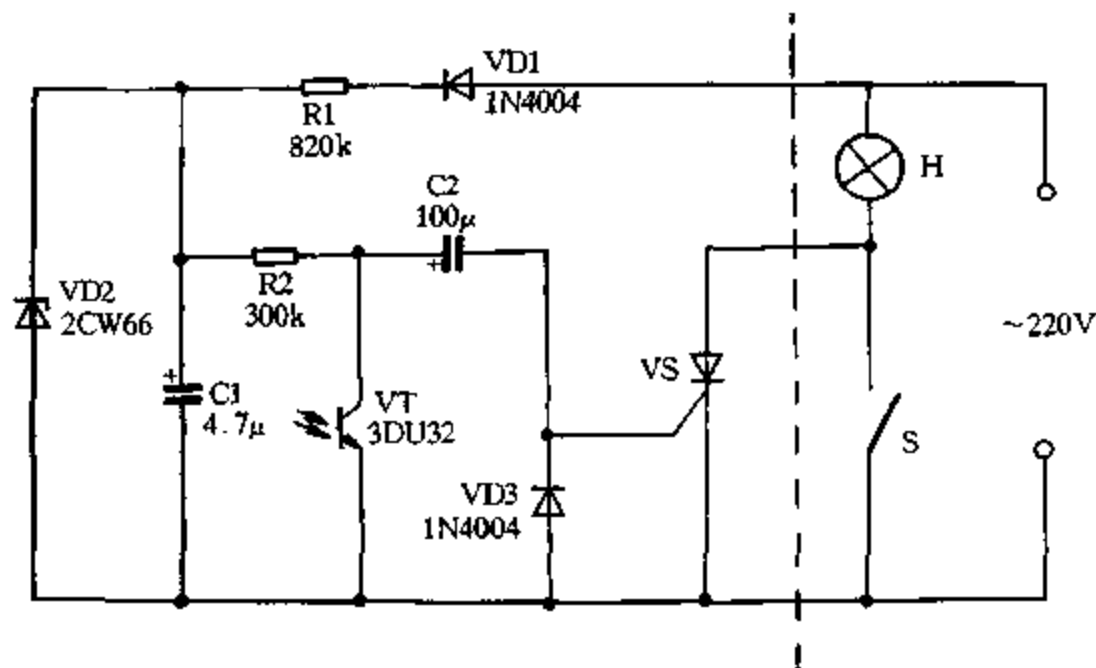 VD1
1N4004
R1
820k
H
C2
100μ
R2
300k
VD2
2CW66
~220V
VS
C1
4.7μ
VT
3DU32
S
VD3
1N4004